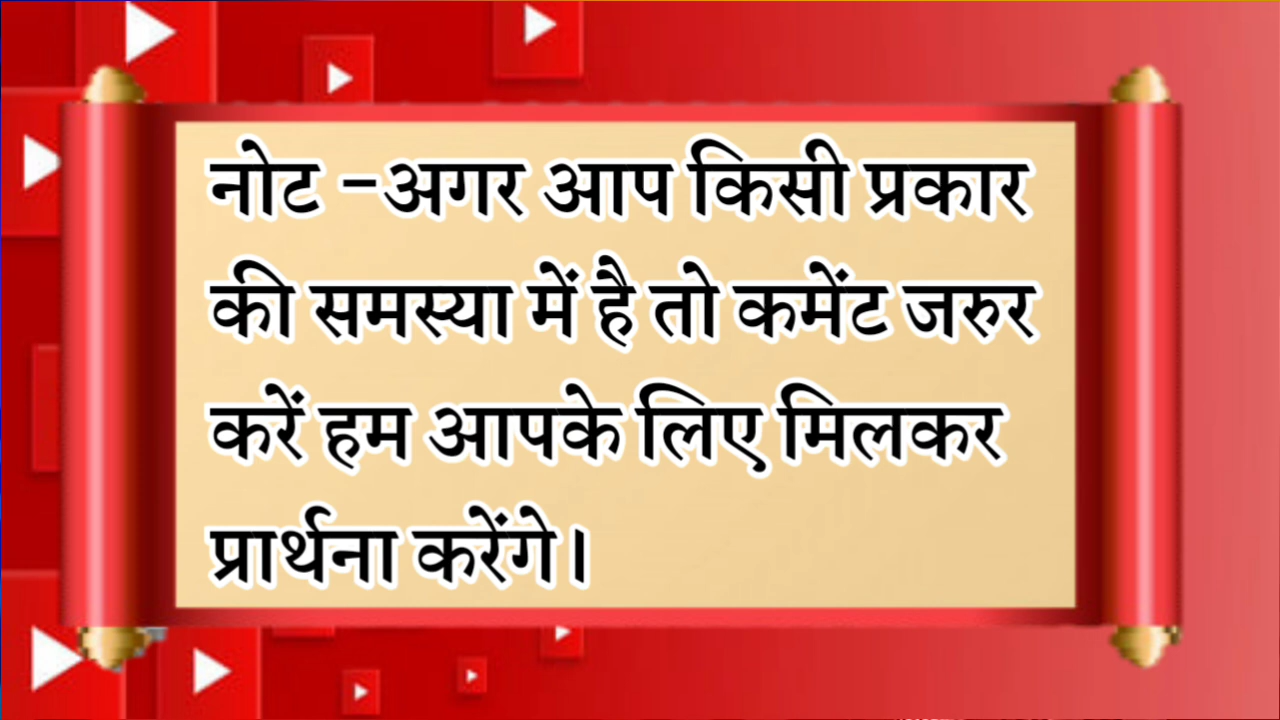 नोट -अगर आप किसी प्रकार
की समस्या में है तो कमेंट जरुर
करें हम आपके लिए मिलकर
प्रार्थना करेंगे।